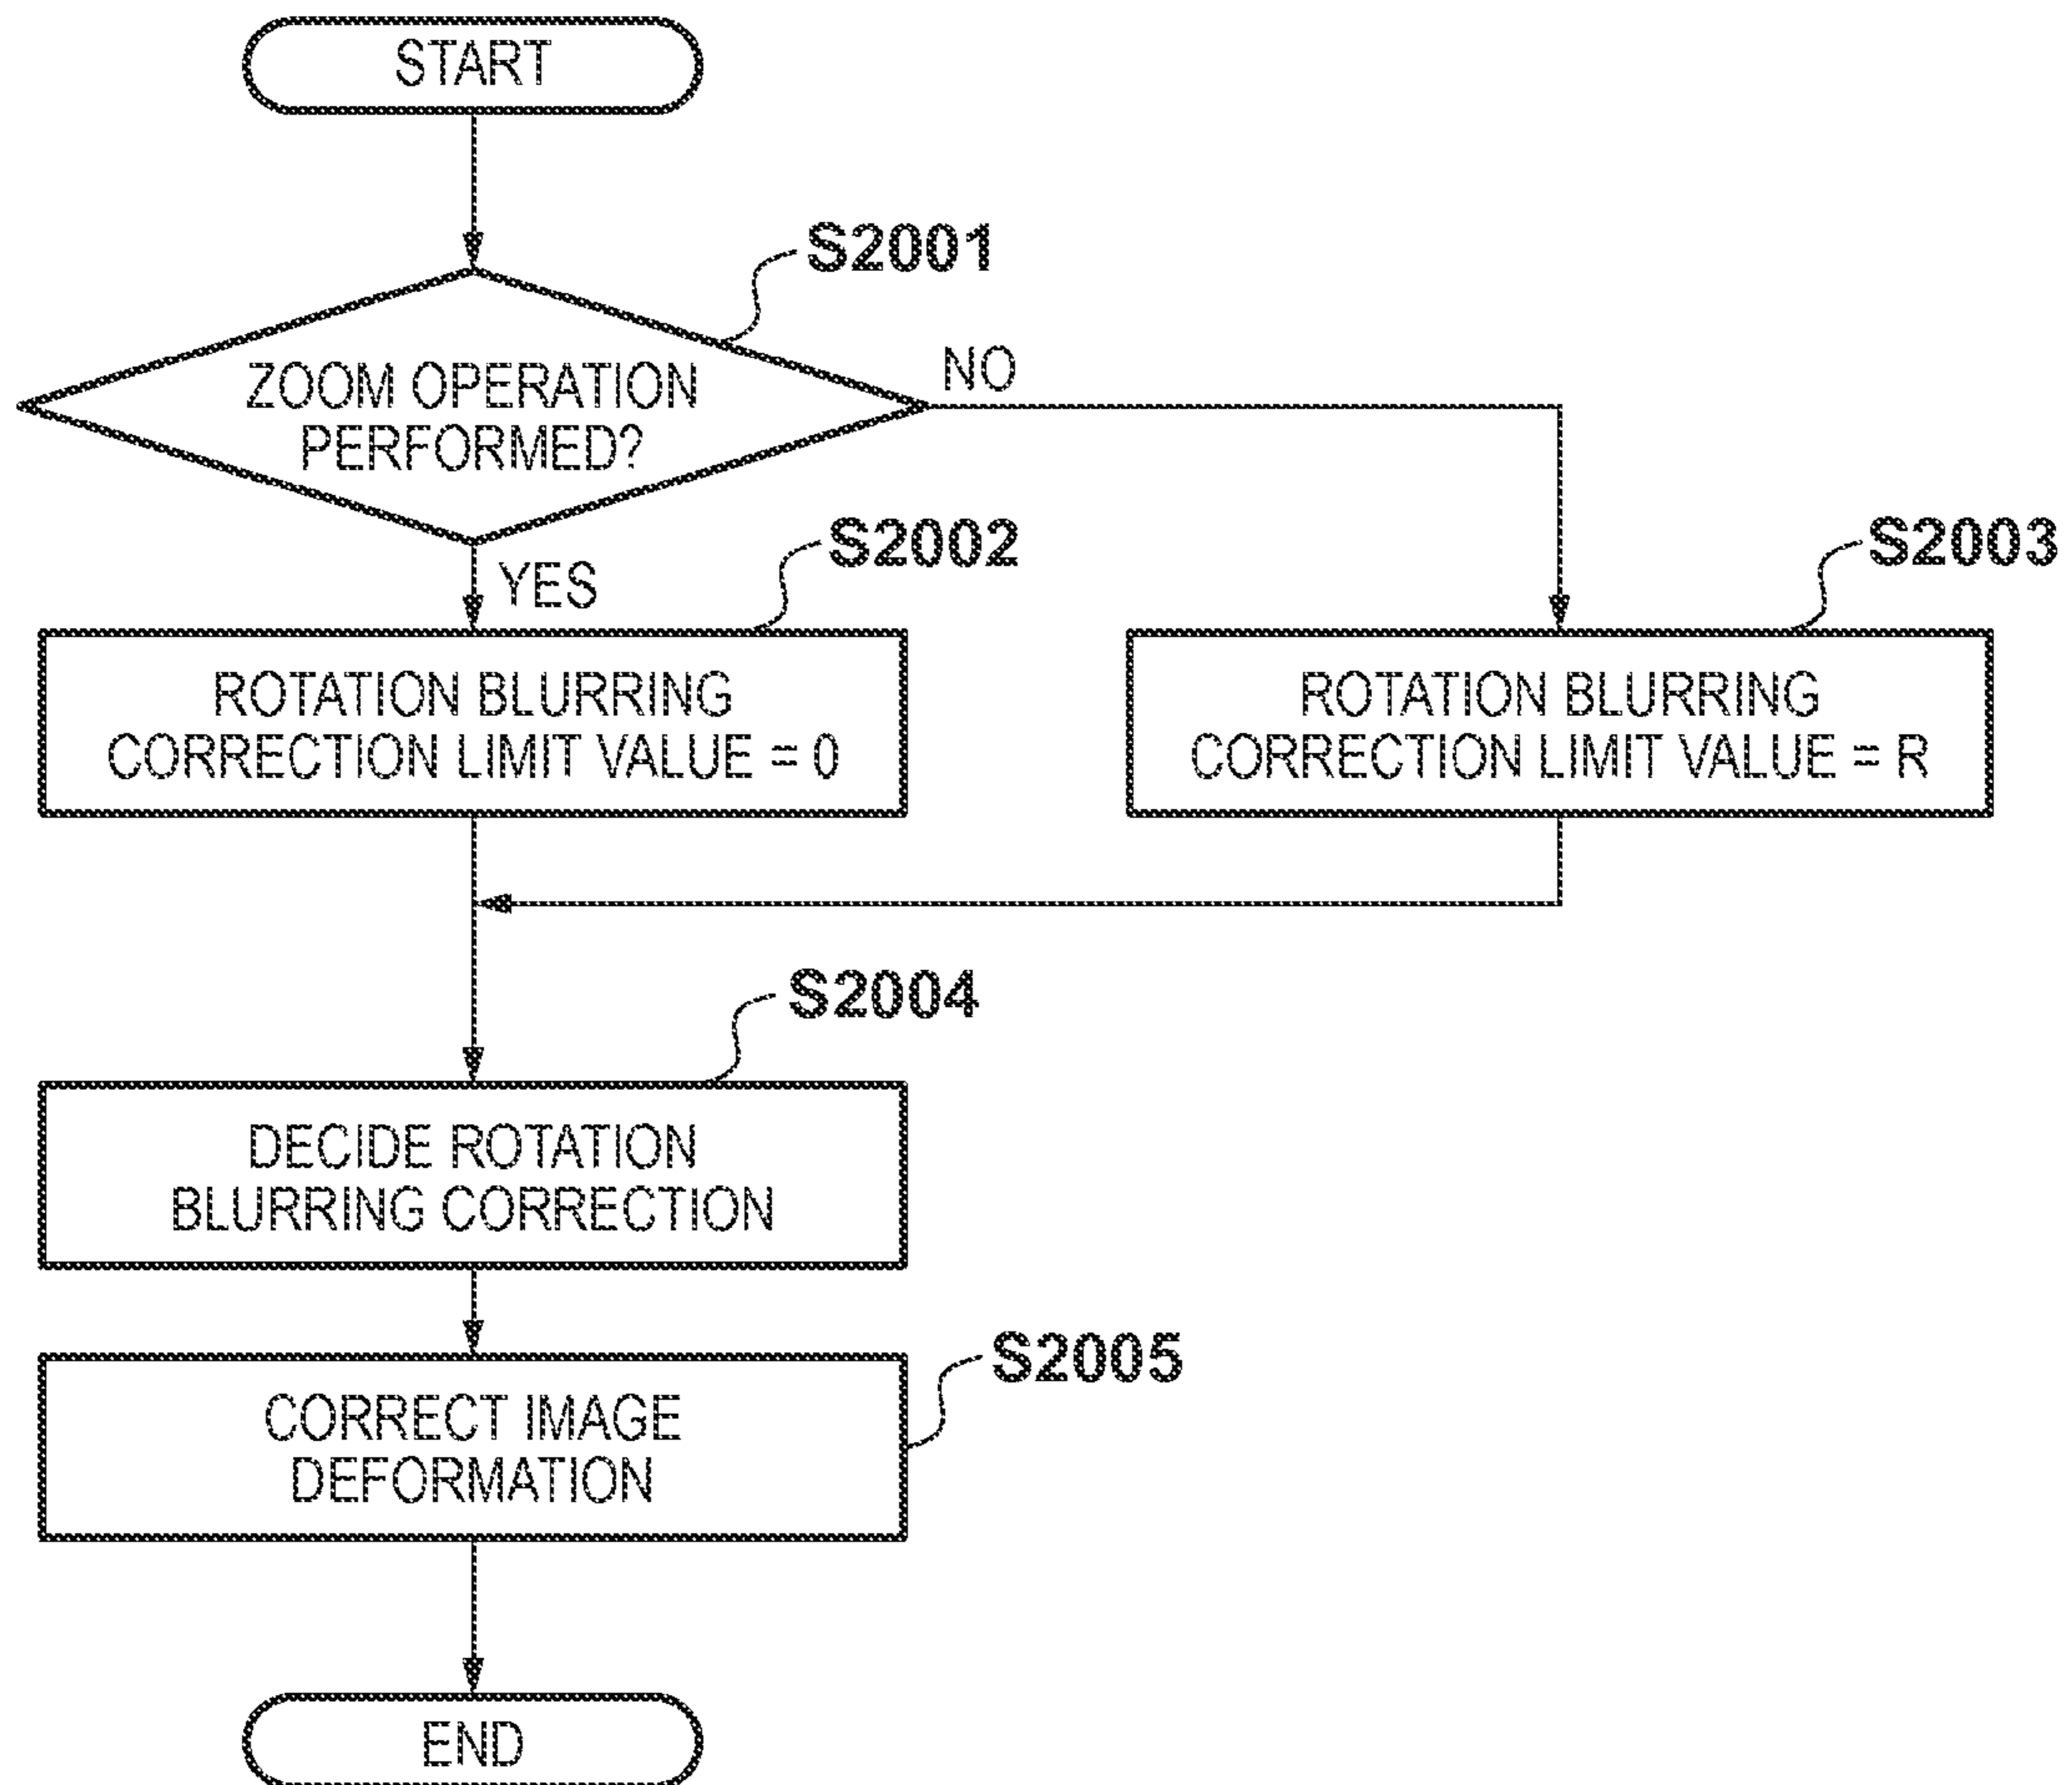 START
S2001
ZOOM OPERATION
PERFORMED?
NO
YES
S2002
ROTATION BLURRING
CORRECTION LIMIT VALUE = 0
S2003
ROTATION BLURRING
CORRECTION LIMIT VALUE = R
S2004
DECIDE ROTATION
BLURRING CORRECTION
S2005
CORRECT IMAGE
DEFORMATION
END